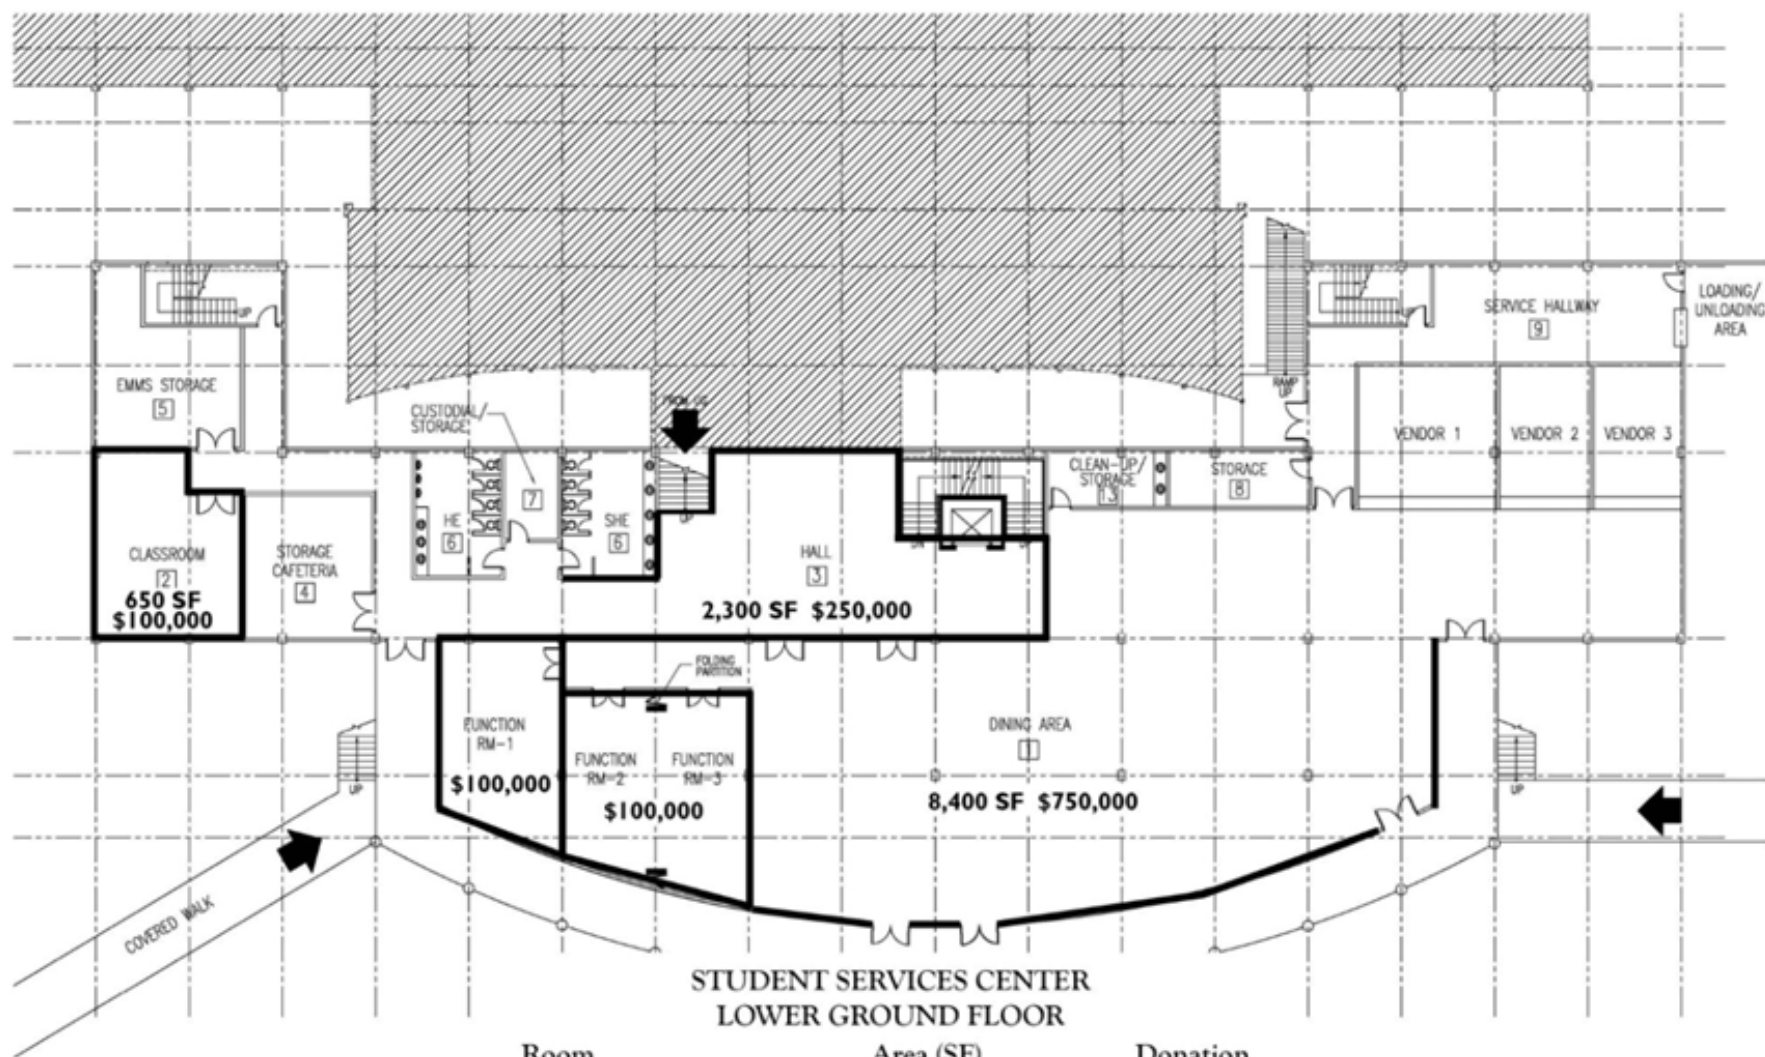 LOADING/
UNLOADING
AREA
SERVICE HALLWAY
9
UP
UP
RAMP
UP
EMMS STORAGE
5
CUSTODIAL/
STORAGE
FROM UG
VENDOR 1
VENDOR 2
VENDOR 3
CLEAN-UP/
STORAGE
13
STORAGE
8
7
HE
6
SHE
6
UP
CLASSROOM
2
650 SF
$100,000
STORAGE
CAFETERIA
4
HALL
3
2,300 SF $250,000
FOLDING
PARTITION
FUNCTION
RM-1
$100,000
FUNCTION
RM-2
FUNCTION
RM-3
$100,000
DINING AREA
1
8,400 SF $750,000
UP
UP
COVERED WALK
STUDENT SERVICES CENTER
LOWER GROUND FLOOR
Room Area (SF) Donation